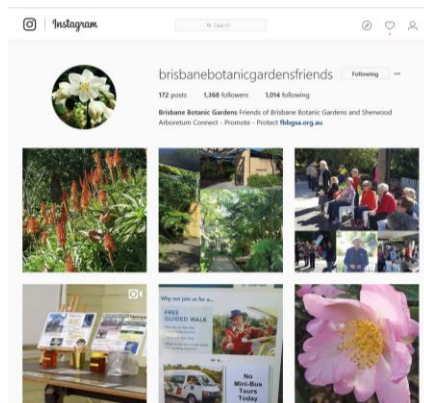 Instagram
Search
brisbanebotanicgardensfriends Following
172 posts 1,368 followers 1,014 following
Brisbane Botanic Gardens Friends of Brisbane Botanic Gardens and Sherwood
Arboretum Connect - Promote - Protect fbbgsa.org.au
Why not join us for a...
FREE
GUIDED WALK
No
Mini-Bus
Tours
Today